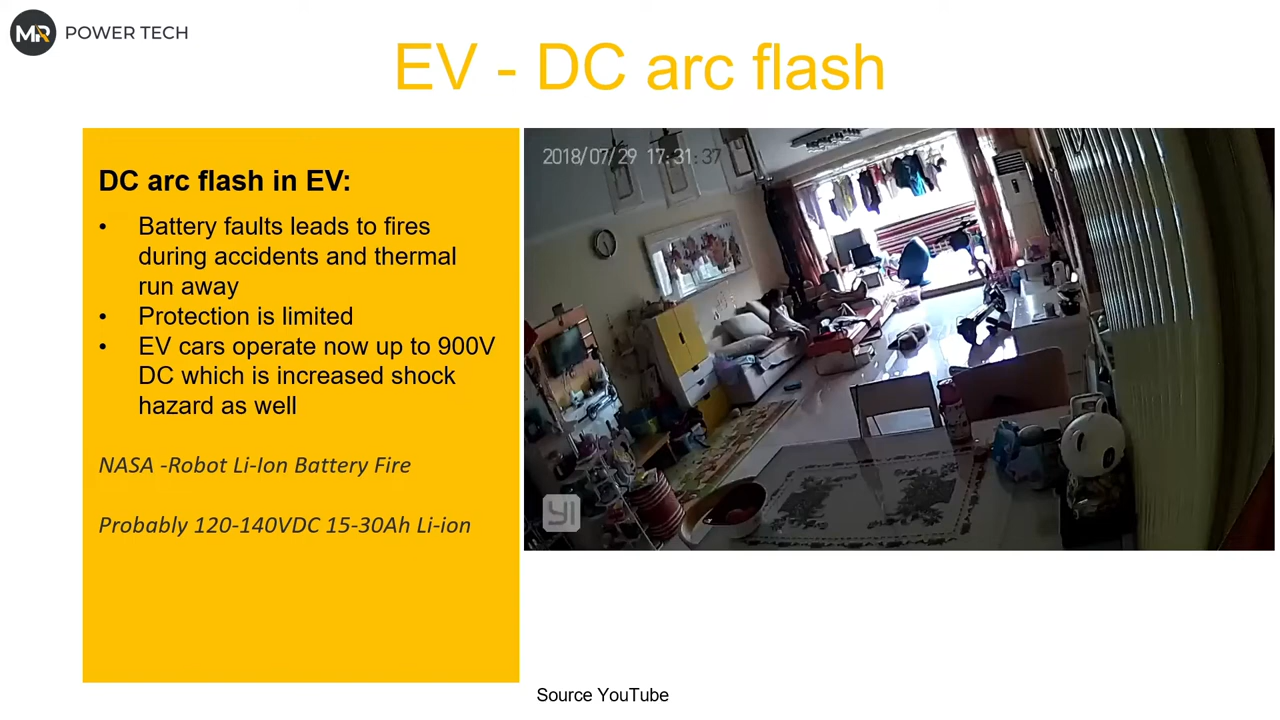 MR POWER TECH
EV - DC arc flash
DC arc flash in EV:
• Battery faults leads to fires
during accidents and thermal
run away
• Protection is limited
• EV cars operate now up to 900V
DC which is increased shock
hazard as well
NASA -Robot Li-Ion Battery Fire
Probably 120-140VDC 15-30Ah Li-ion
2018/07/29 17:31:37
YI
Source YouTube